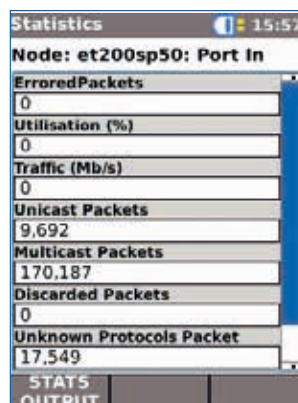 Statistics 15:57
Node: et200sp50: Port In
ErroredPackets
0
Utilisation (%)
0
Traffic (Mb/s)
0
Unicast Packets
9,692
Multicast Packets
170,187
Discarded Packets
0
Unknown Protocols Packet
17,549
STATS
OUTPUT